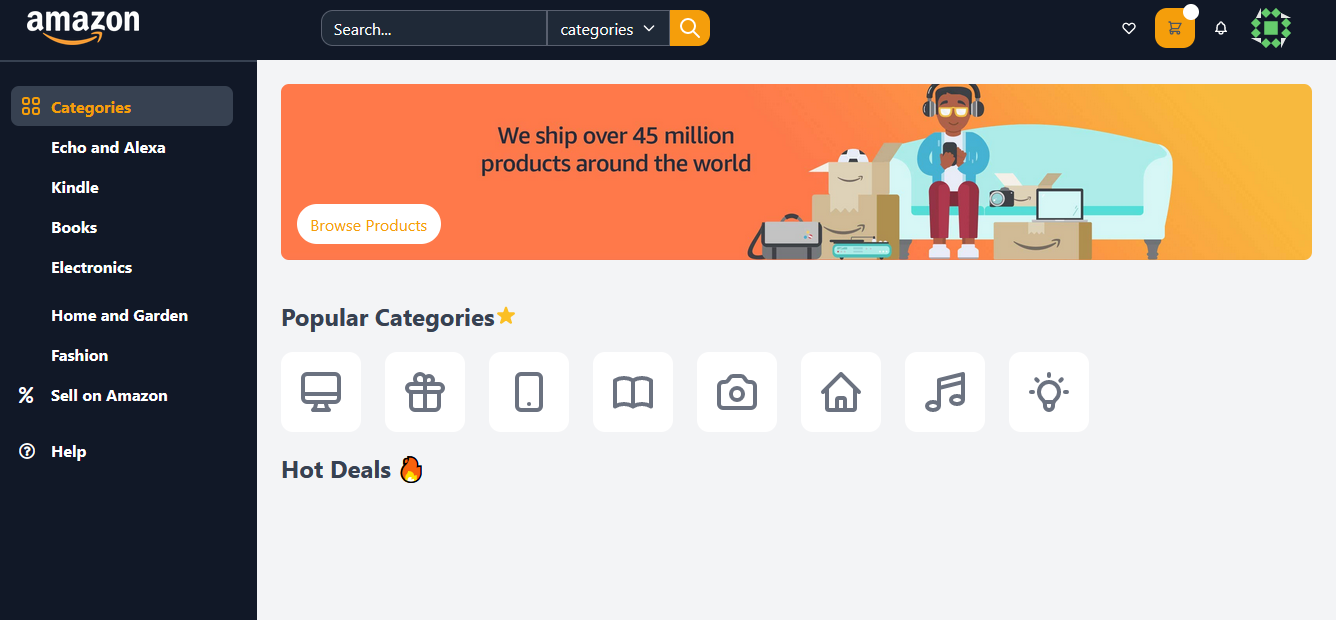 amazon
Search...
categories
Categories
Echo and Alexa
Kindle
Books
Electronics
Home and Garden
Fashion
Sell on Amazon
Help
We ship over 45 million
products around the world
Browse Products
Popular Categories
Hot Deals